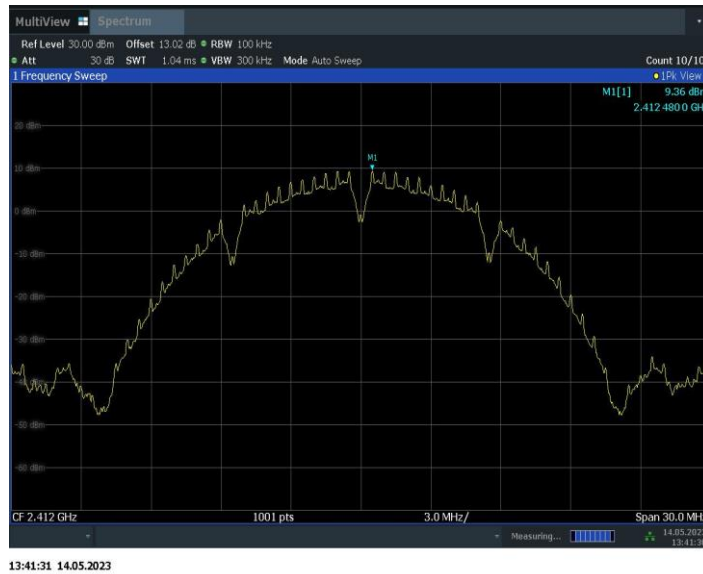 MultiView Spectrum
Ref Level 30.00 dBm Offset 13.02 dB RBW 100 kHz
Att 30 dB SWT 1.04 ms VBW 300 kHz Mode Auto Sweep Count 10/10
1 Frequency Sweep 1Pk View
M1[1] 9.36 dBm
2.412 480 0 GH
M1
20 dBm
10 dBm
0 dBm
-10 dBm
-20 dBm
-30 dBm
-40 dBm
-50 dBm
-60 dBm
CF 2.412 GHz 1001 pts 3.0 MHz/ Span 30.0 MH
Measuring... 14.05.202
13:41:3
13:41:31 14.05.2023